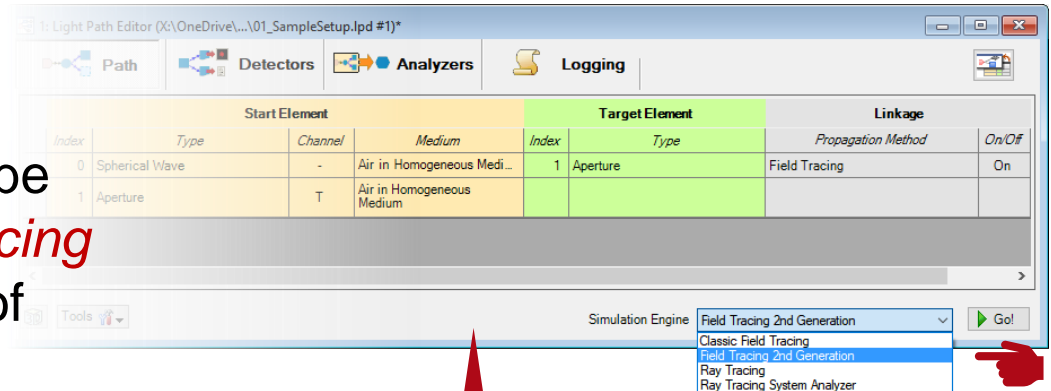 1: Light Path Editor (X:\OneDrive\...\01_SampleSetup.lpd #1)*
Path Detectors Analyzers Logging
Start Element Target Element Linkage
Index Type Channel Medium Index Type Propagation Method On/Off
0 Spherical Wave - Air in Homogeneous Medi... 1 Aperture Field Tracing On
1 Aperture T Air in Homogeneous
Medium
be
cing
of
Tools
Simulation Engine Field Tracing 2nd Generation Go!
Classic Field Tracing
Field Tracing 2nd Generation
Ray Tracing
Ray Tracing System Analyzer